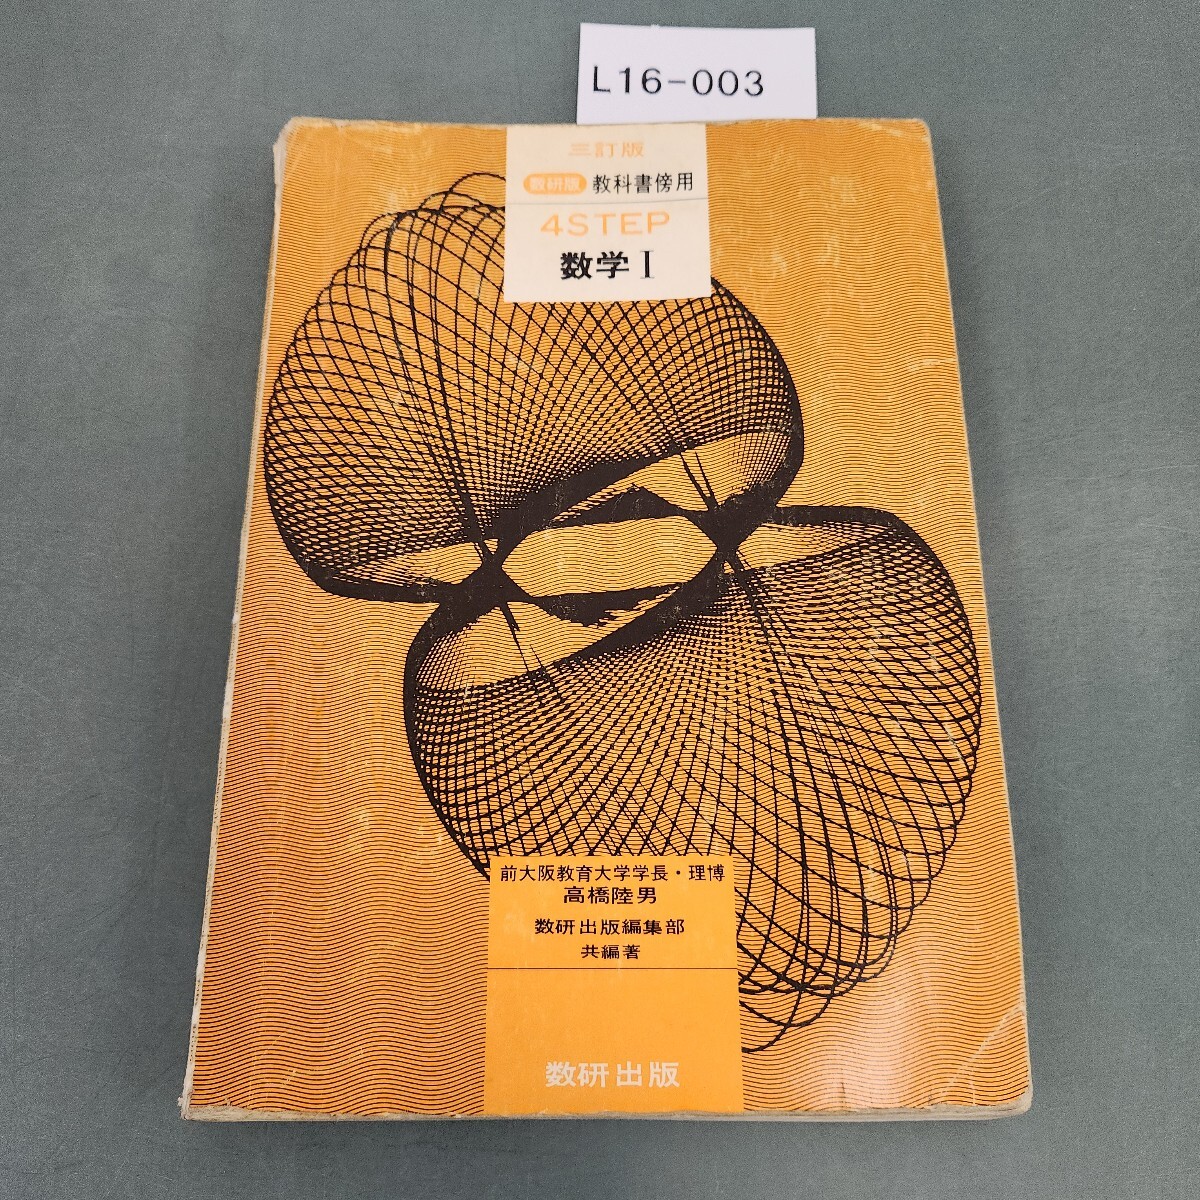 L16-003
三訂版
数研版 教科書傍用
4STEP
数学Ⅰ
前大阪教育大学学長・理博
高橋陸男
数研出版編集部
共編著
数研出版